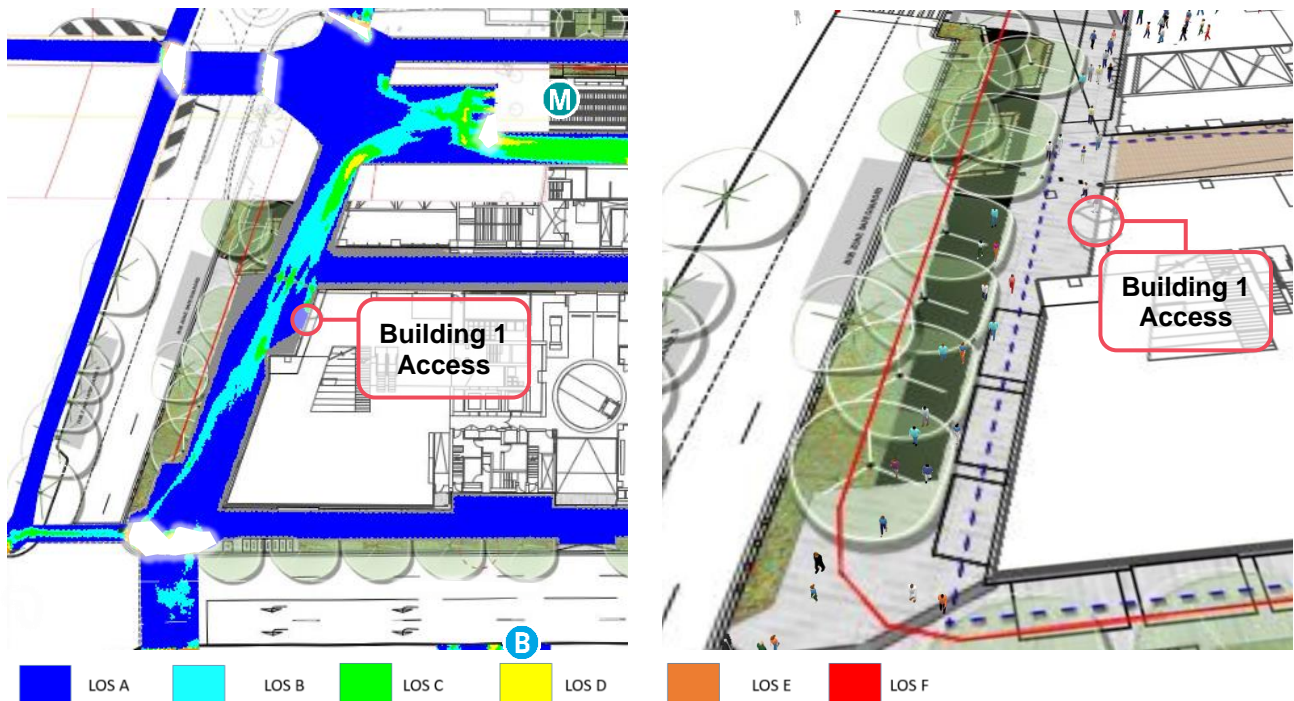 M
Building 1
Access
Building 1
Access
B
LOS A
LOS B
LOS C
LOS D
LOS E
LOS F